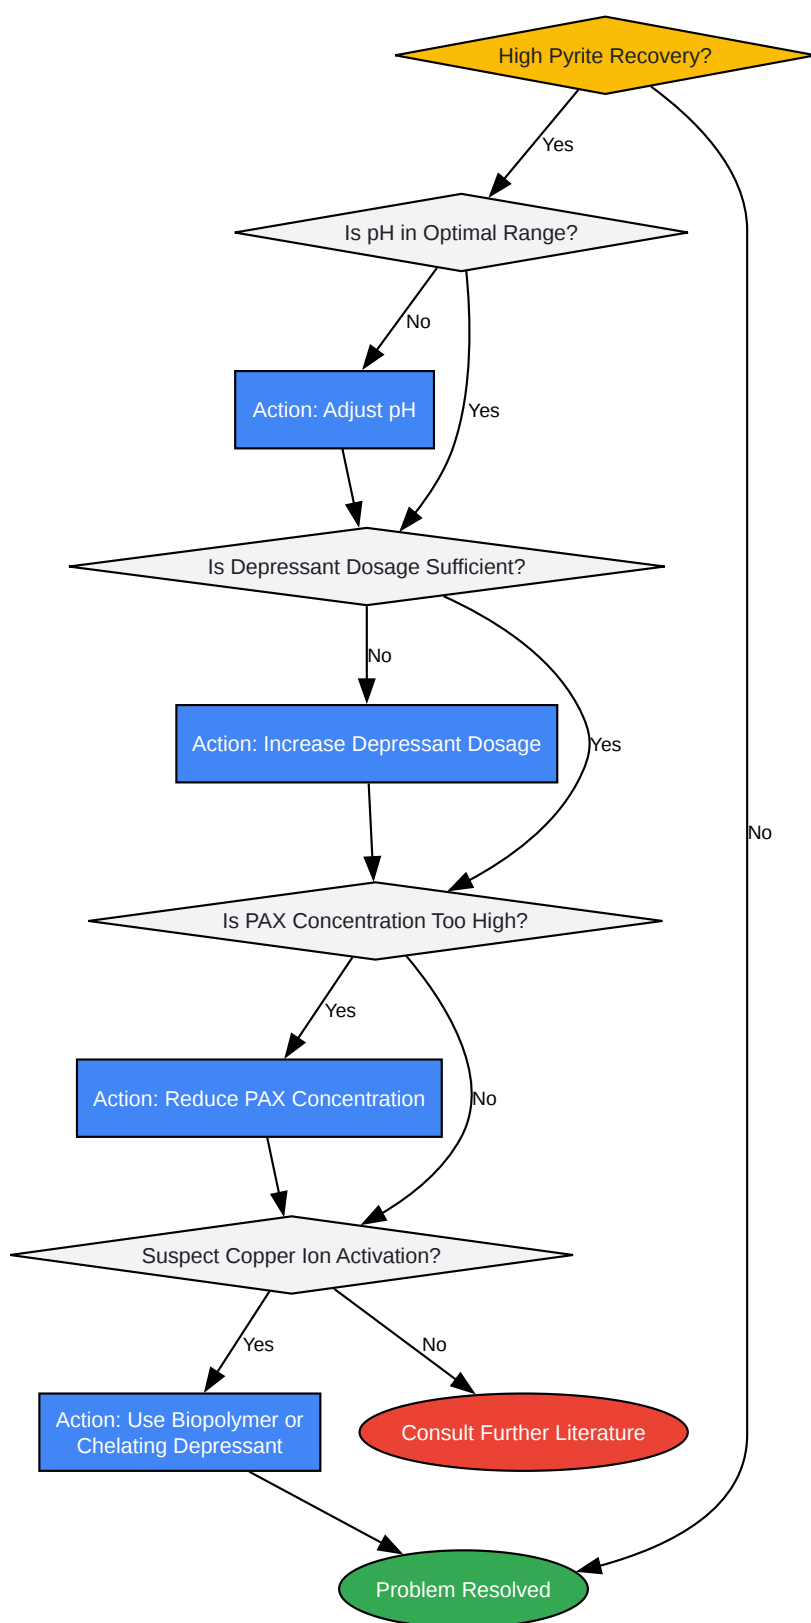 High Pyrite Recovery?
Yes
Is pH in Optimal Range?
No
Action: Adjust pH
Yes
Is Depressant Dosage Sufficient?
No
Action: Increase Depressant Dosage
Yes
No
Is PAX Concentration Too High?
Yes
Action: Reduce PAX Concentration
No
Suspect Copper Ion Activation?
Yes
No
Action: Use Biopolymer or
Chelating Depressant
Consult Further Literature
Problem Resolved